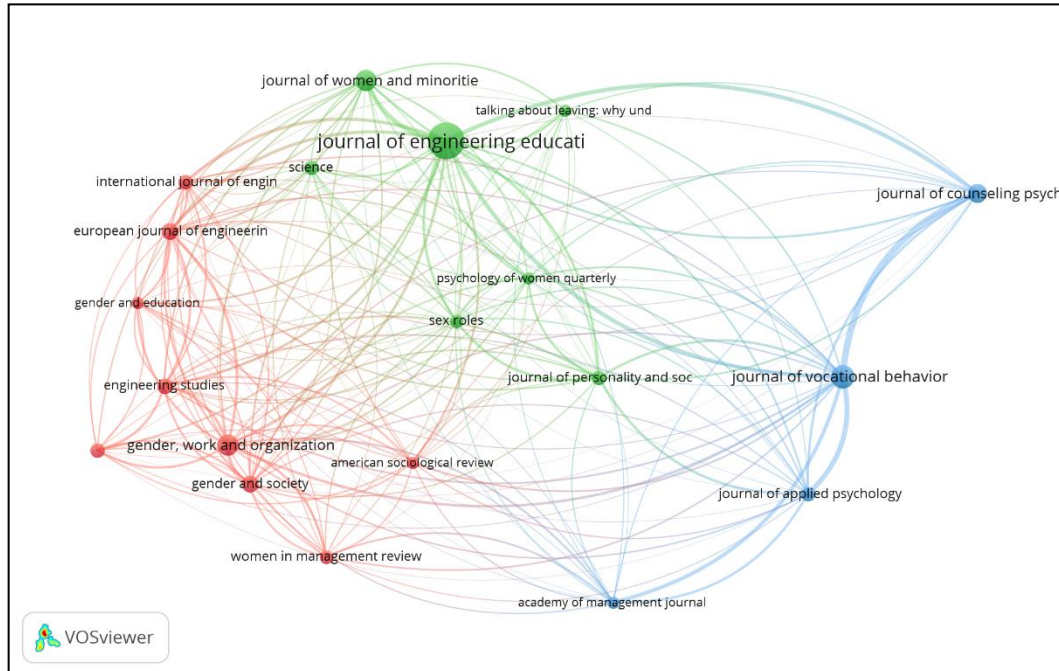 journal of women and minoritie
talking about leaving: why und
journal of engineering educati
science
international journal of engin
journal of counseling psych
european journal of engineerin
psychology of women quarterly
gender and education
sex roles
journal of personality and soc
journal of vocational behavior
engineering studies
gender, work and organization
american sociological review
gender and society
journal of applied psychology
women in management review
academy of management journal
VOSviewer